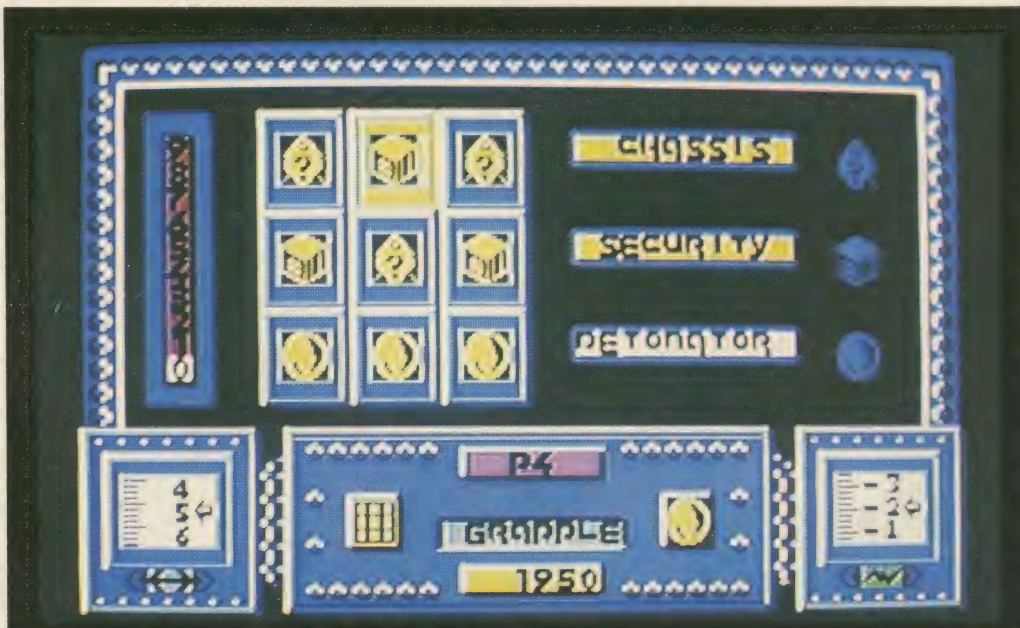 ? ? CHASSIS
? SECURITY
DETONATOR
P4
4
5
6
GRAPPLE
1950
-3
-2
-1